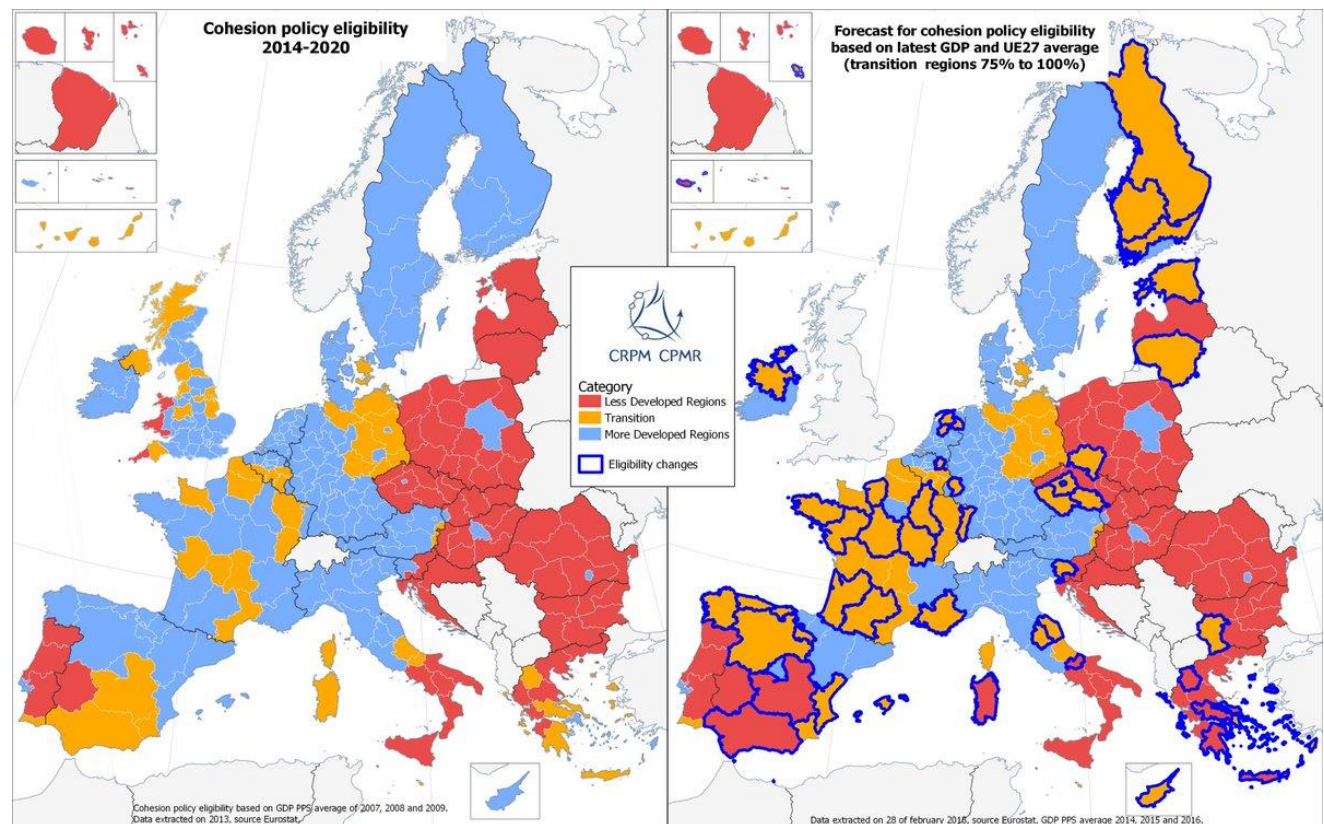 Cohesion policy eligibility
2014-2020
Forecast for cohesion policy eligibility
based on latest GDP and UE27 average
(transition regions 75% to 100%)
CRPM CPMR
Category
Less Developed Regions
Transition
More Developed Regions
Eligibility changes
Cohesion policy eligibility based on GDP PPS average of 2007, 2008 and 2009.
Data extracted on 2013, source Eurostat,
Data extracted on 28 of february 2018, source Eurostat, GDP PPS average 2014, 2015 and 2016.